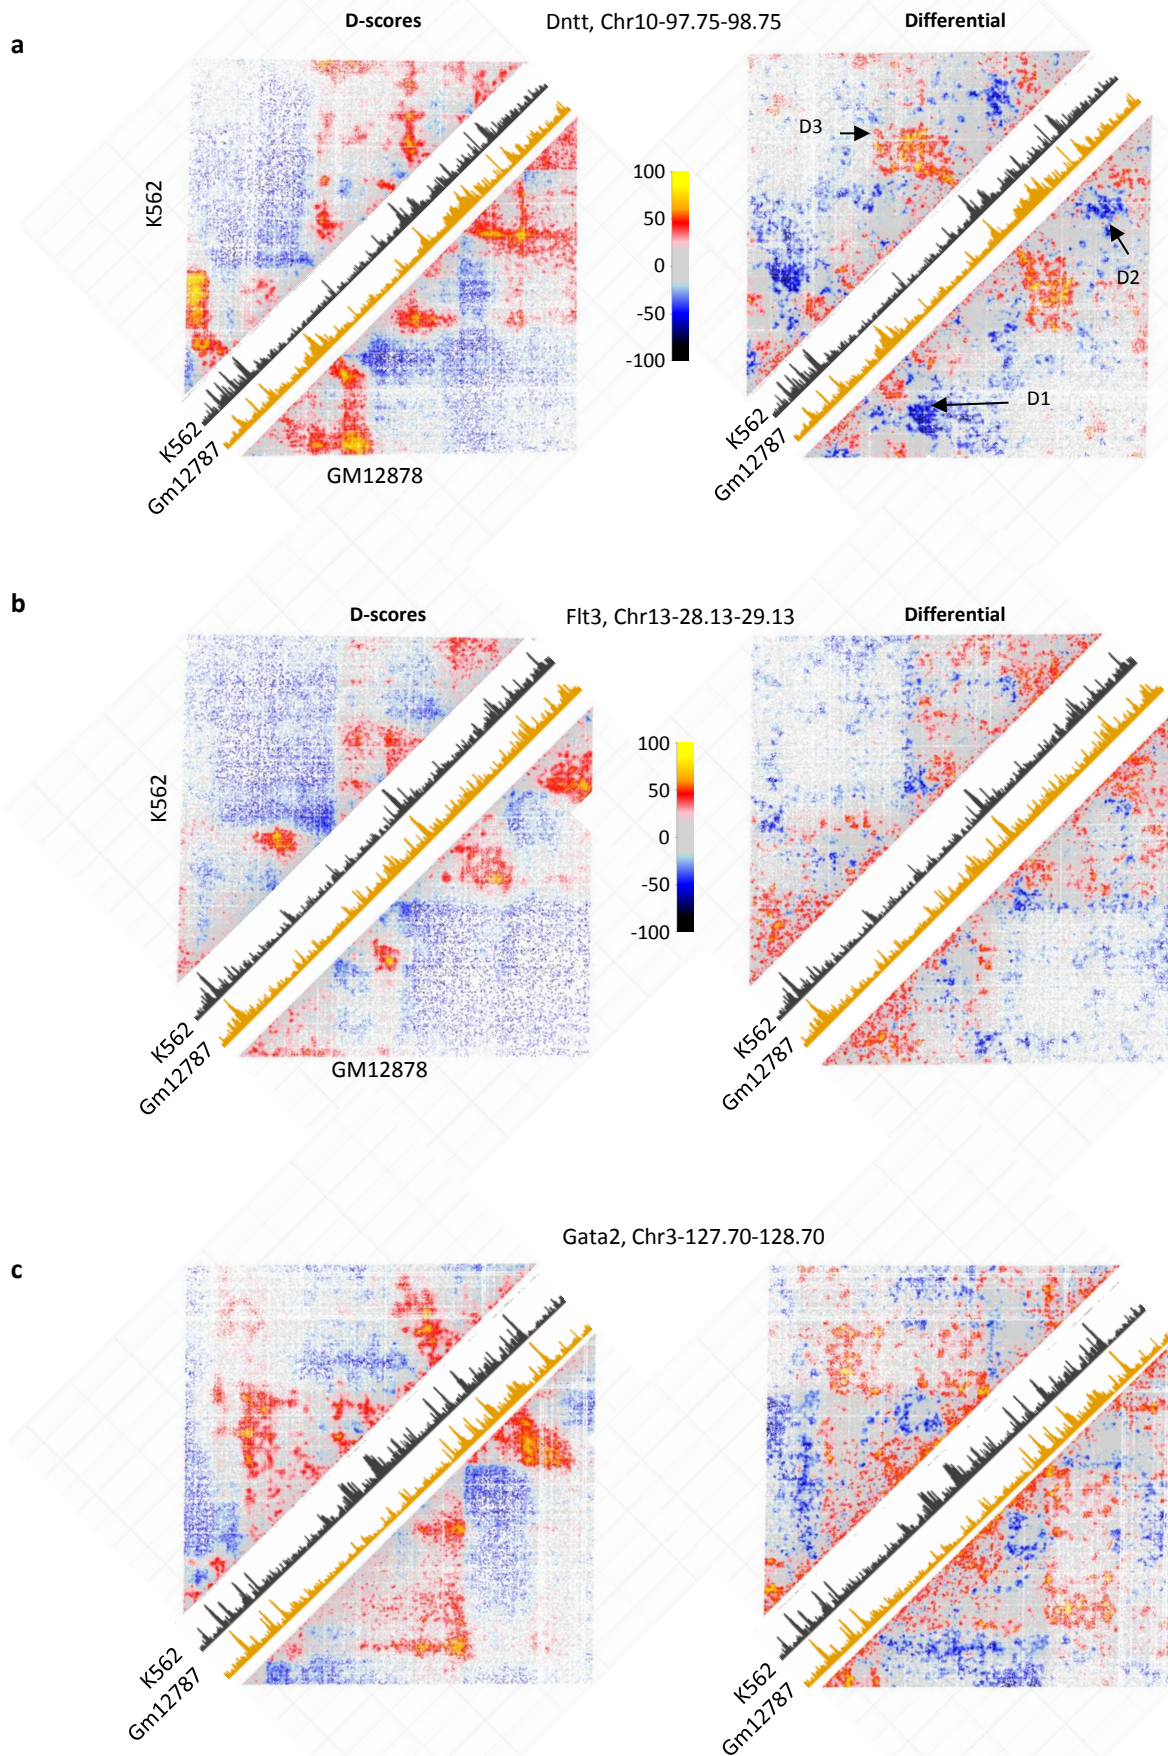 D-scores
Dntt, Chr10-97.75-98.75
Differential
a
K562
D3
D2
D1
100
50
0
-50
-100
K562
Gm12787
GM12878
K562
Gm12787
b
D-scores
Flt3, Chr13-28.13-29.13
Differential
K562
100
50
0
-50
-100
K562
Gm12787
GM12878
K562
Gm12787
Gata2, Chr3-127.70-128.70
c
K562
Gm12787
K562
Gm12787